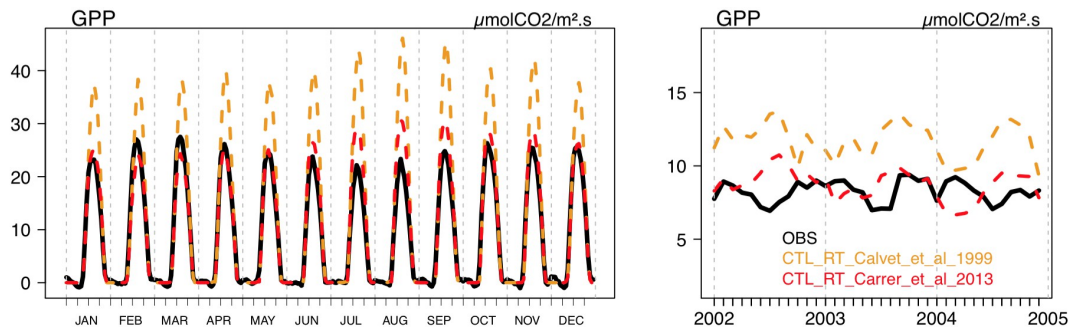 GPP
µmolCO2/m².s
40
30
20
10
0
JAN FEB MAR APR MAY JUN JUL AUG SEP OCT NOV DEC
GPP
µmolCO2/m².s
15
10
5
OBS
CTL_RT_Calvet_et_al_1999
CTL_RT_Carrer_et_al_2013
2002 2003 2004 2005